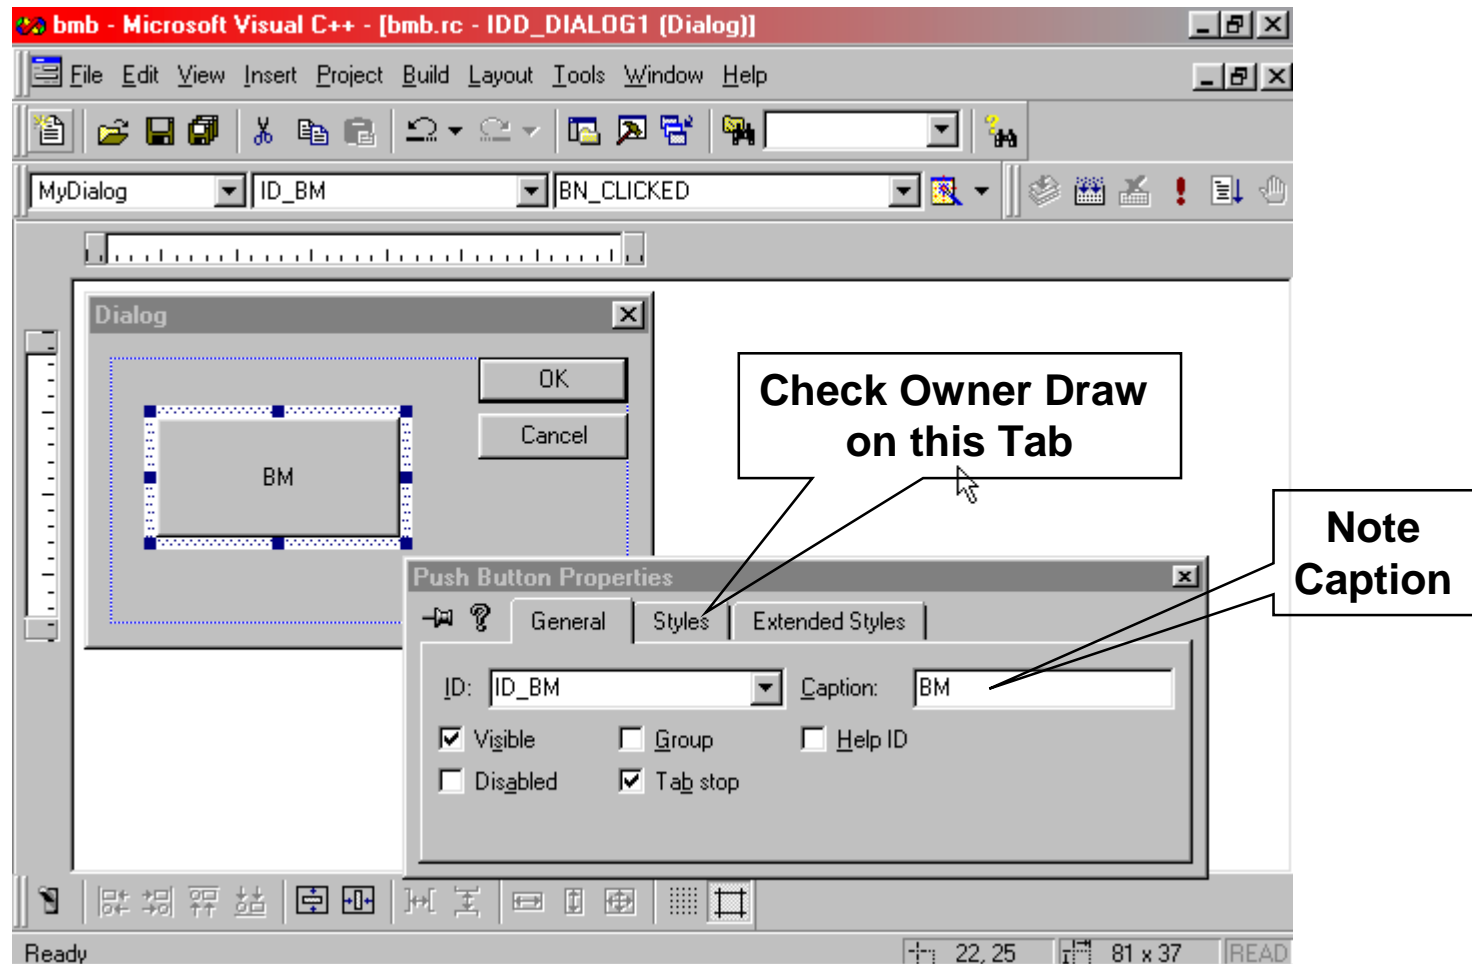 bmb - Microsoft Visual C++ - [bmb.rc - IDD_DIALOG1 (Dialog)]
File Edit View Insert Project Build Layout Tools Window Help
MyDialog ID_BM BN_CLICKED
Dialog
OK
Cancel
BM
Check Owner Draw
on this Tab
Note
Caption
Push Button Properties
General Styles Extended Styles
ID: ID_BM Caption: BM
Visible Group Help ID
Disabled Tab stop
Ready 22, 25 81 x 37 READ